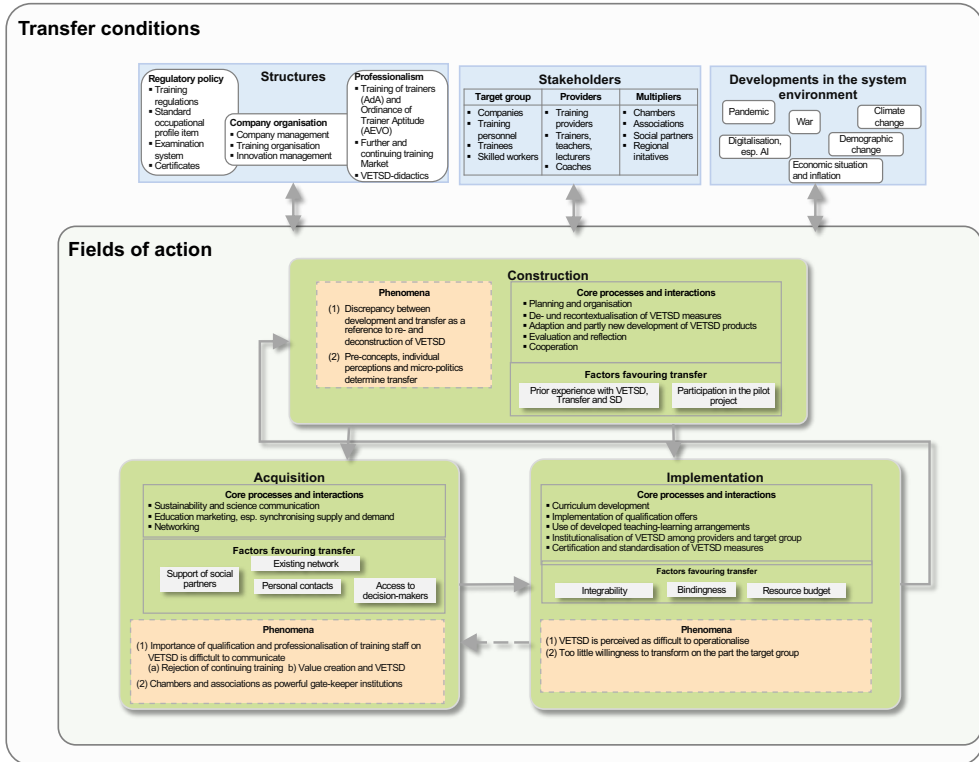 Transfer conditions
Structures
Regulatory policy
▪ Training
regulations
▪ Standard
occupational
profile item
▪ Examination
system
▪ Certificates
Company organisation
▪ Company management
▪ Training organisation
▪ Innovation management
Professionalism
▪ Training of trainers
(AdA) and
Ordinance of
Trainer Aptitude
(AEVO)
▪ Further and
continuing training
Market
▪ VETSD-didactics
Stakeholders
Target group
▪ Companies
▪ Training
personnel
▪ Trainees
▪ Skilled workers
Providers
▪ Training
providers
▪ Trainers,
teachers,
lecturers
▪ Coaches
Multipliers
▪ Chambers
▪ Associations
▪ Social partners
▪ Regional
initatives
Developments in the system
environment
Pandemic
War
Climate
change
Digitalisation,
esp. AI
Demographic
change
Economic situation
and inflation
Fields of action
Construction
Phenomena
(1) Discrepancy between
development and transfer as a
reference to re- and
deconstruction of VETSD
(2) Pre-concepts, individual
perceptions and micro-politics
determine transfer
Core processes and interactions
▪ Planning and organisation
▪ De- und recontextualisation of VETSD measures
▪ Adaption and partly new development of VETSD products
▪ Evaluation and reflection
▪ Cooperation
Factors favouring transfer
Prior experience with VETSD,
Transfer and SD
Participation in the pilot
project
Acquisition
Core processes and interactions
▪ Sustainability and science communication
▪ Education marketing, esp. synchronising supply and demand
▪ Networking
Factors favouring transfer
Existing network
Support of social
partners
Personal contacts
Access to
decision-makers
Phenomena
(1) Importance of qualification and professionalisation of training staff on
VETSD is difficult to communicate
(a) Rejection of continuing training b) Value creation and VETSD
(2) Chambers and associations as powerful gate-keeper institutions
Implementation
Core processes and interactions
▪ Curriculum development
▪ Implementation of qualification offers
▪ Use of developed teaching-learning arrangements
▪ Institutionalisation of VETSD among providers and target group
▪ Certification and standardisation of VETSD measures
Factors favouring transfer
Integrability
Bindingness
Resource budget
Phenomena
(1) VETSD is perceived as difficult to operationalise
(2) Too little willingness to transform on the part the target group